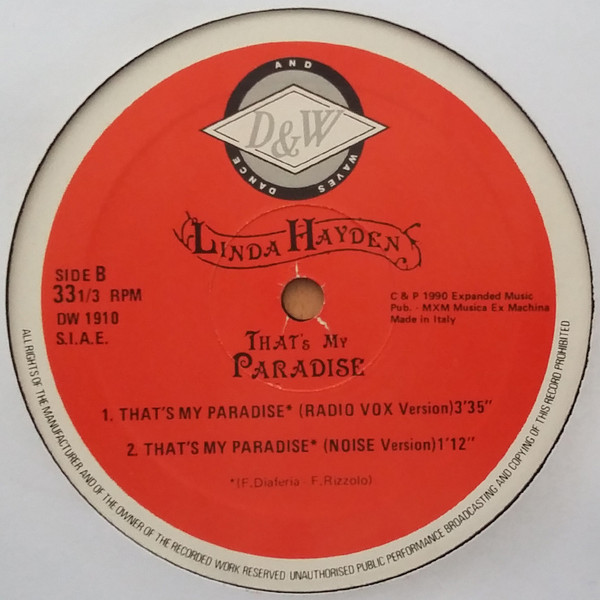 AND
WAVES
DANCE
D&W
LINDA HAYDEN
SIDE B
33 1/3 RPM
DW 1910
S.I.A.E.
C & P 1990 Expanded Music
Pub. - MXM Musica Ex Machina
Made in Italy
THAT'S MY
PARADISE
1. THAT'S MY PARADISE* (RADIO VOX Version)3'35"
2. THAT'S MY PARADISE* (NOISE Version)1'12"
*(F.Diaferia - F.Rizzolo)
ALL RIGHTS OF THE MANUFACTURER AND OF THE OWNER OF THE RECORDED WORK RESERVED UNAUTHORISED PUBLIC PERFORMANCE BROADCASTING AND COPYING OF THIS RECORD PROHIBITED